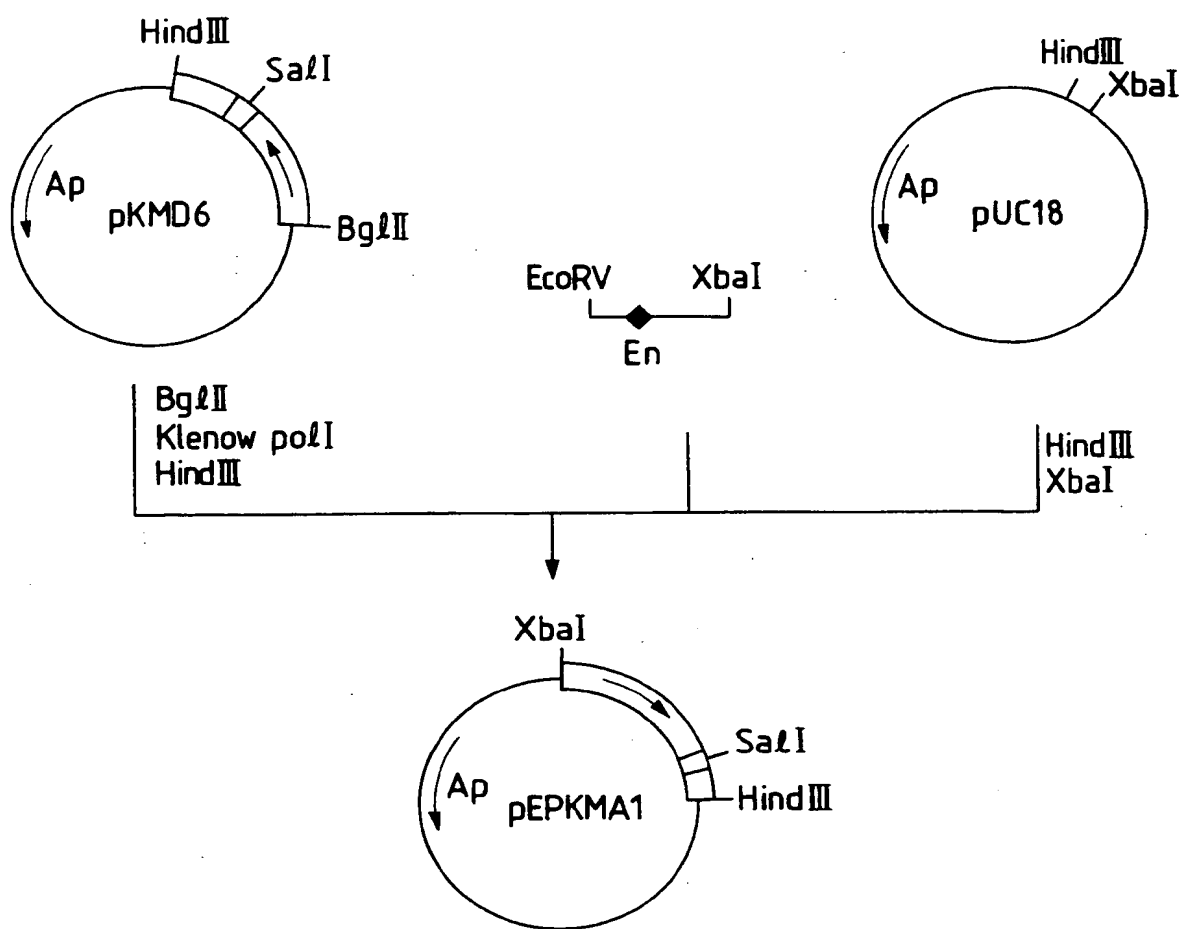 HindIII
SalI
Ap
pKMD6
BglII
HindIII
XbaI
Ap
pUC18
EcoRV
XbaI
En
BglII
Klenow polI
HindIII
HindIII
XbaI
XbaI
SalI
Ap
pEPKMA1
HindIII